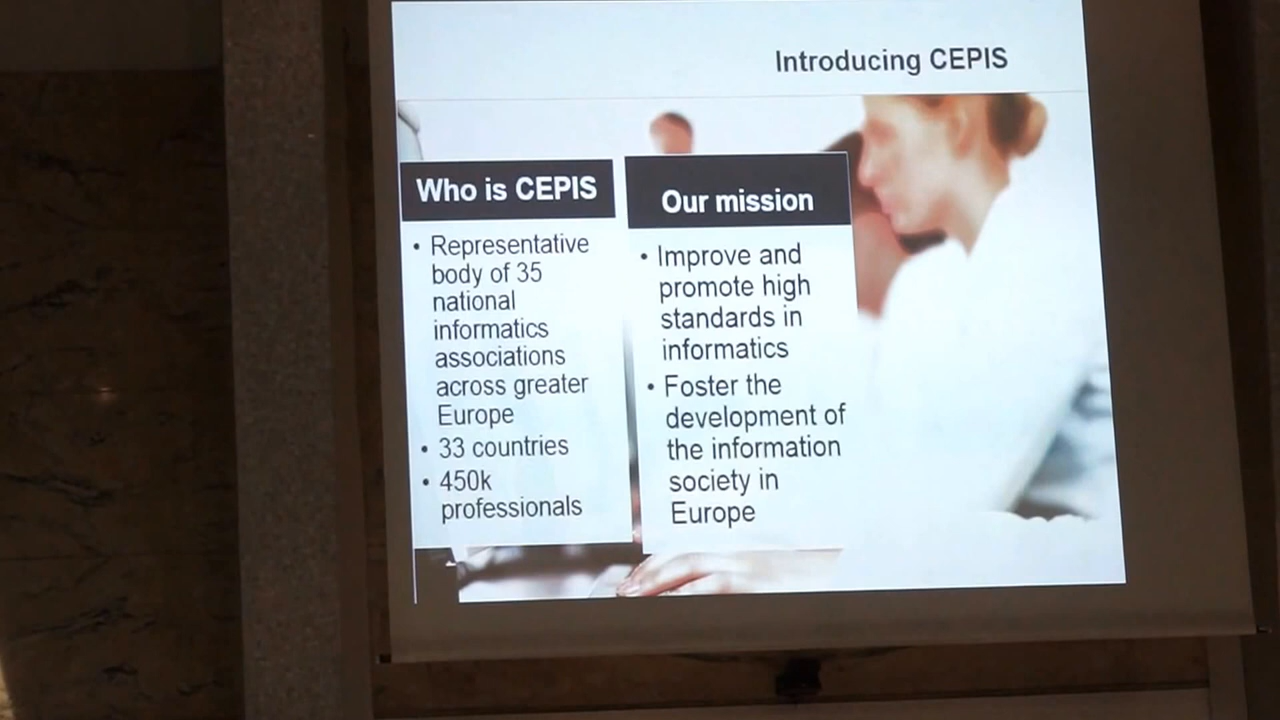 Introducing CEPIS
Who is CEPIS
• Representative
body of 35
national
informatics
associations
across greater
Europe
• 33 countries
• 450k
professionals
Our mission
• Improve and
promote high
standards in
informatics
• Foster the
development of
the information
society in
Europe